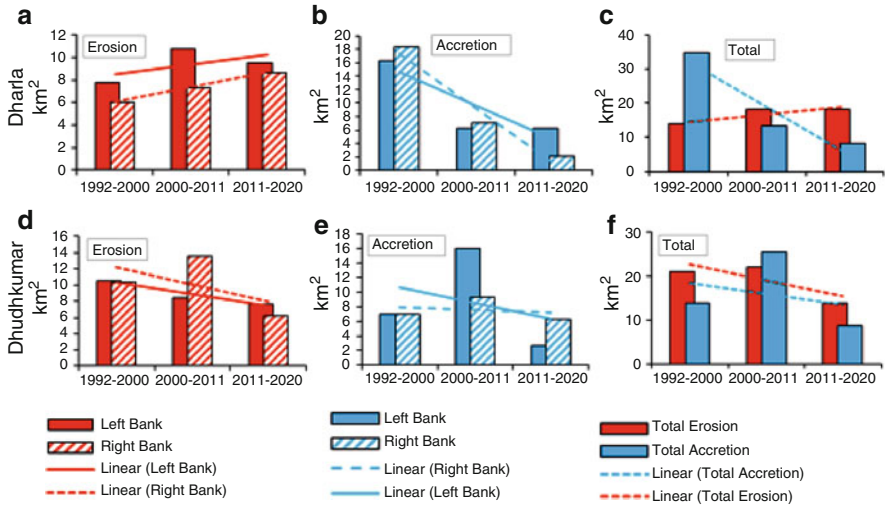 a
Erosion
Dharla
km²
12
10
8
6
4
2
0
1992-2000 2000-2011 2011-2020
b
Accretion
km²
20
18
16
14
12
10
8
6
4
2
0
1992-2000 2000-2011 2011-2020
c
Total
km²
40
30
20
10
0
1992-2000 2000-2011 2011-2020
d
Erosion
Dhudhkumar
km²
16
14
12
10
8
6
4
2
0
1992-2000 2000-2011 2011-2020
e
Accretion
km²
18
16
14
12
10
8
6
4
2
0
1992-2000 2000-2011 2011-2020
f
Total
km²
30
20
10
0
1992-2000 2000-2011 2011-2020
Left Bank
Right Bank
Linear (Left Bank)
Linear (Right Bank)
Left Bank
Right Bank
Linear (Right Bank)
Linear (Left Bank)
Total Erosion
Total Accretion
Linear (Total Accretion)
Linear (Total Erosion)